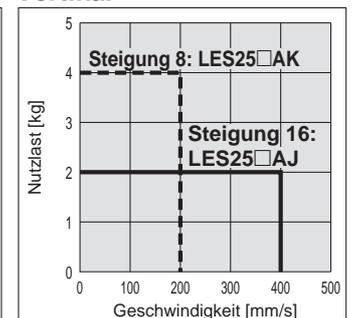 5
Steigung 8: LES25□AK
4
3
Steigung 16:
LES25□AJ
Nutzlast [kg]
2
1
0
0 100 200 300 400 500
Geschwindigkeit [mm/s]